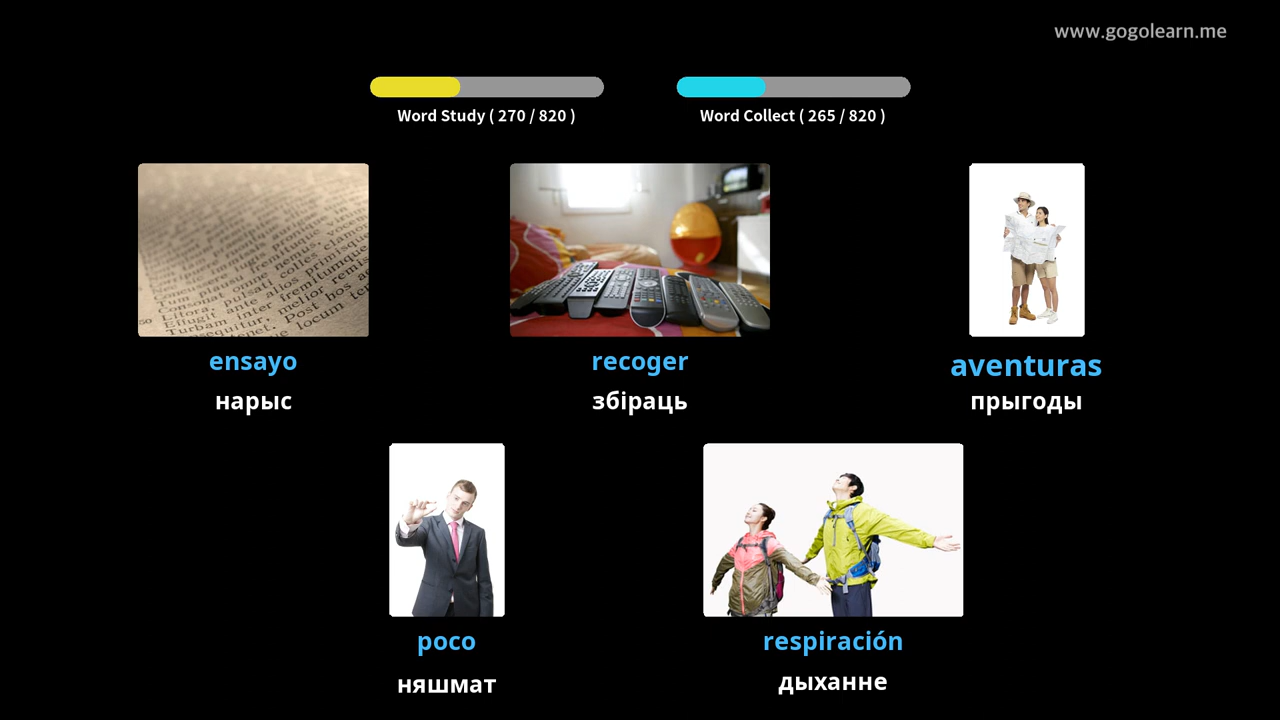 www.gogolearn.me
Word Study ( 270 / 820 )
Word Collect ( 265 / 820 )
ensayo
recoger
aventuras
нарыс
збіраць
прыгоды
poco
respiración
няшмат
дыханне